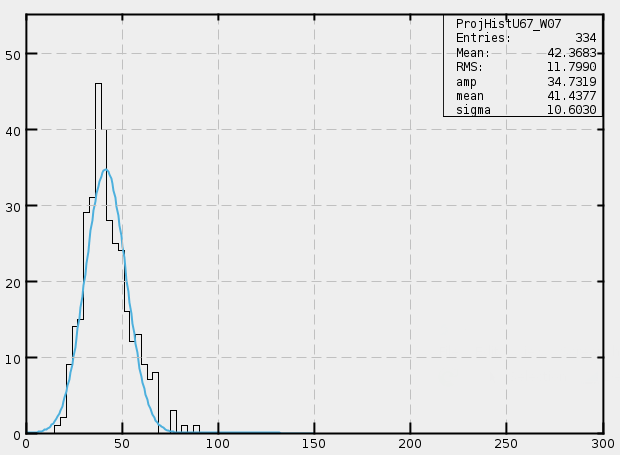 ProjHistU67_W07
Entries: 334
Mean: 42.3683
RMS: 11.7990
amp 34.7319
mean 41.4377
sigma 10.6030
50
40
30
20
10
0
0 50 100 150 200 250 300